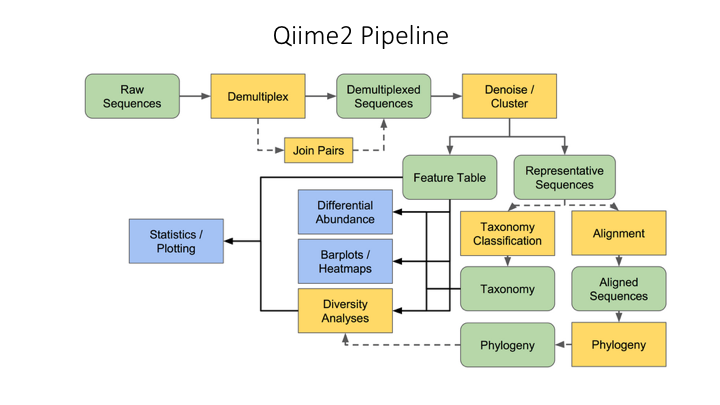 Qiime2 Pipeline
Raw
Sequences
Demultiplex
Demultiplexed
Sequences
Denoise /
Cluster
Join Pairs
Feature Table
Representative
Sequences
Differential
Abundance
Taxonomy
Classification
Alignment
Statistics /
Plotting
Barplots /
Heatmaps
Taxonomy
Aligned
Sequences
Diversity
Analyses
Phylogeny
Phylogeny